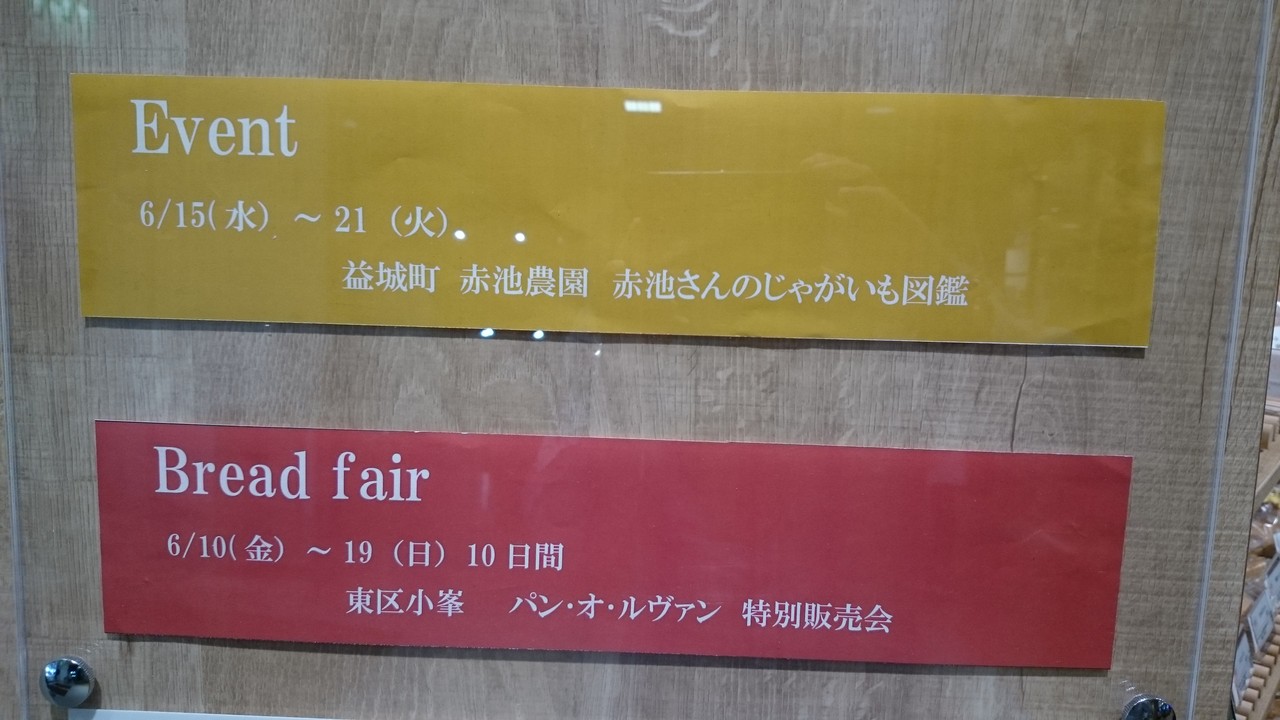 Event
6/15(水) ～ 21 (火)
益城町 赤池農園 赤池さんのじゃがいも図鑑
Bread fair
6/10(金) ～ 19 (日) 10 日間
東区小峯 パン・オ・ルヴァン 特別販売会